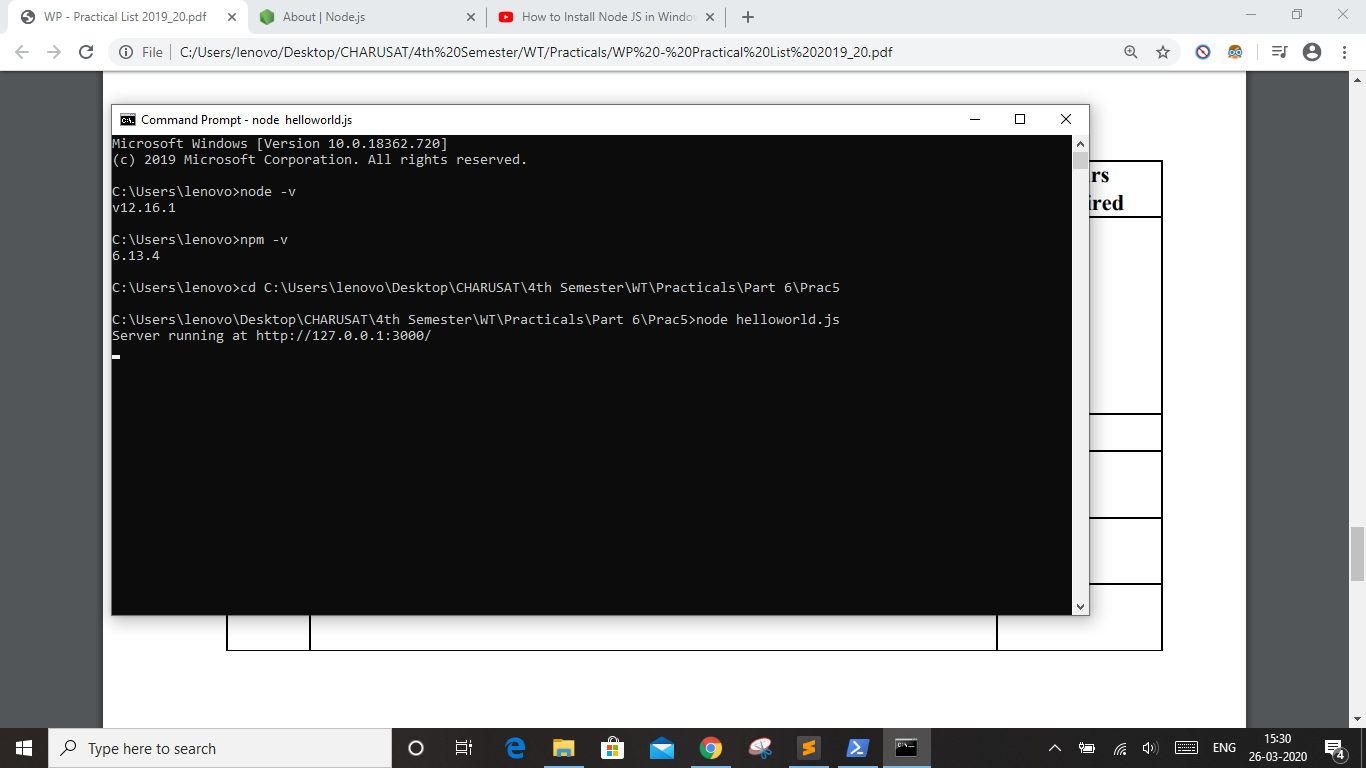 WP - Practical List 2019_20.pdf
About | Node.js
How to Install Node JS in Windo
File
C:/Users/lenovo/Desktop/CHARUSAT/4th%20Semester/WT/Practicals/WP%20-%20Practical%20List%202019_20.pdf
Command Prompt - node  helloworld.js
Microsoft Windows [Version 10.0.18362.720]
(c) 2019 Microsoft Corporation. All rights reserved.
C:\Users\lenovo>node -v
v12.16.1
C:\Users\lenovo>npm -v
6.13.4
C:\Users\lenovo>cd C:\Users\lenovo\Desktop\CHARUSAT\4th Semester\WT\Practicals\Part 6\Prac5
C:\Users\lenovo\Desktop\CHARUSAT\4th Semester\WT\Practicals\Part 6\Prac5>node helloworld.js
Server running at http://127.0.0.1:3000/
rs
ired
Type here to search
ENG
15:30
26-03-2020
4